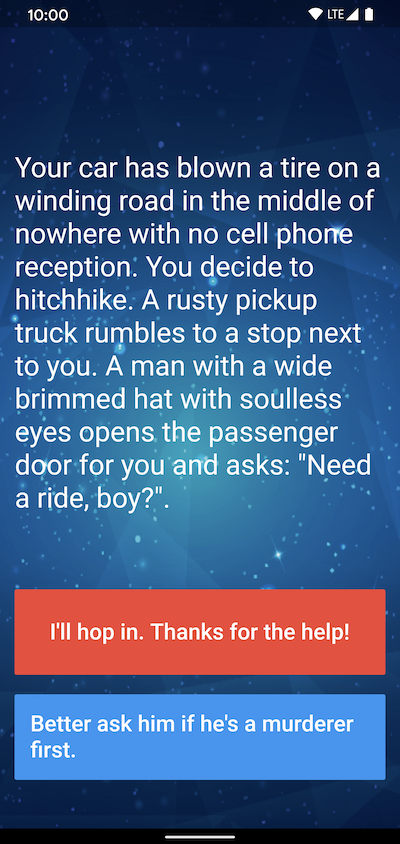 10:00
LTE
Your car has blown a tire on a
winding road in the middle of
nowhere with no cell phone
reception. You decide to
hitchhike. A rusty pickup
truck rumbles to a stop next
to you. A man with a wide
brimmed hat with soulless
eyes opens the passenger
door for you and asks: "Need
a ride, boy?".
I'll hop in. Thanks for the help!
Better ask him if he's a murderer
first.